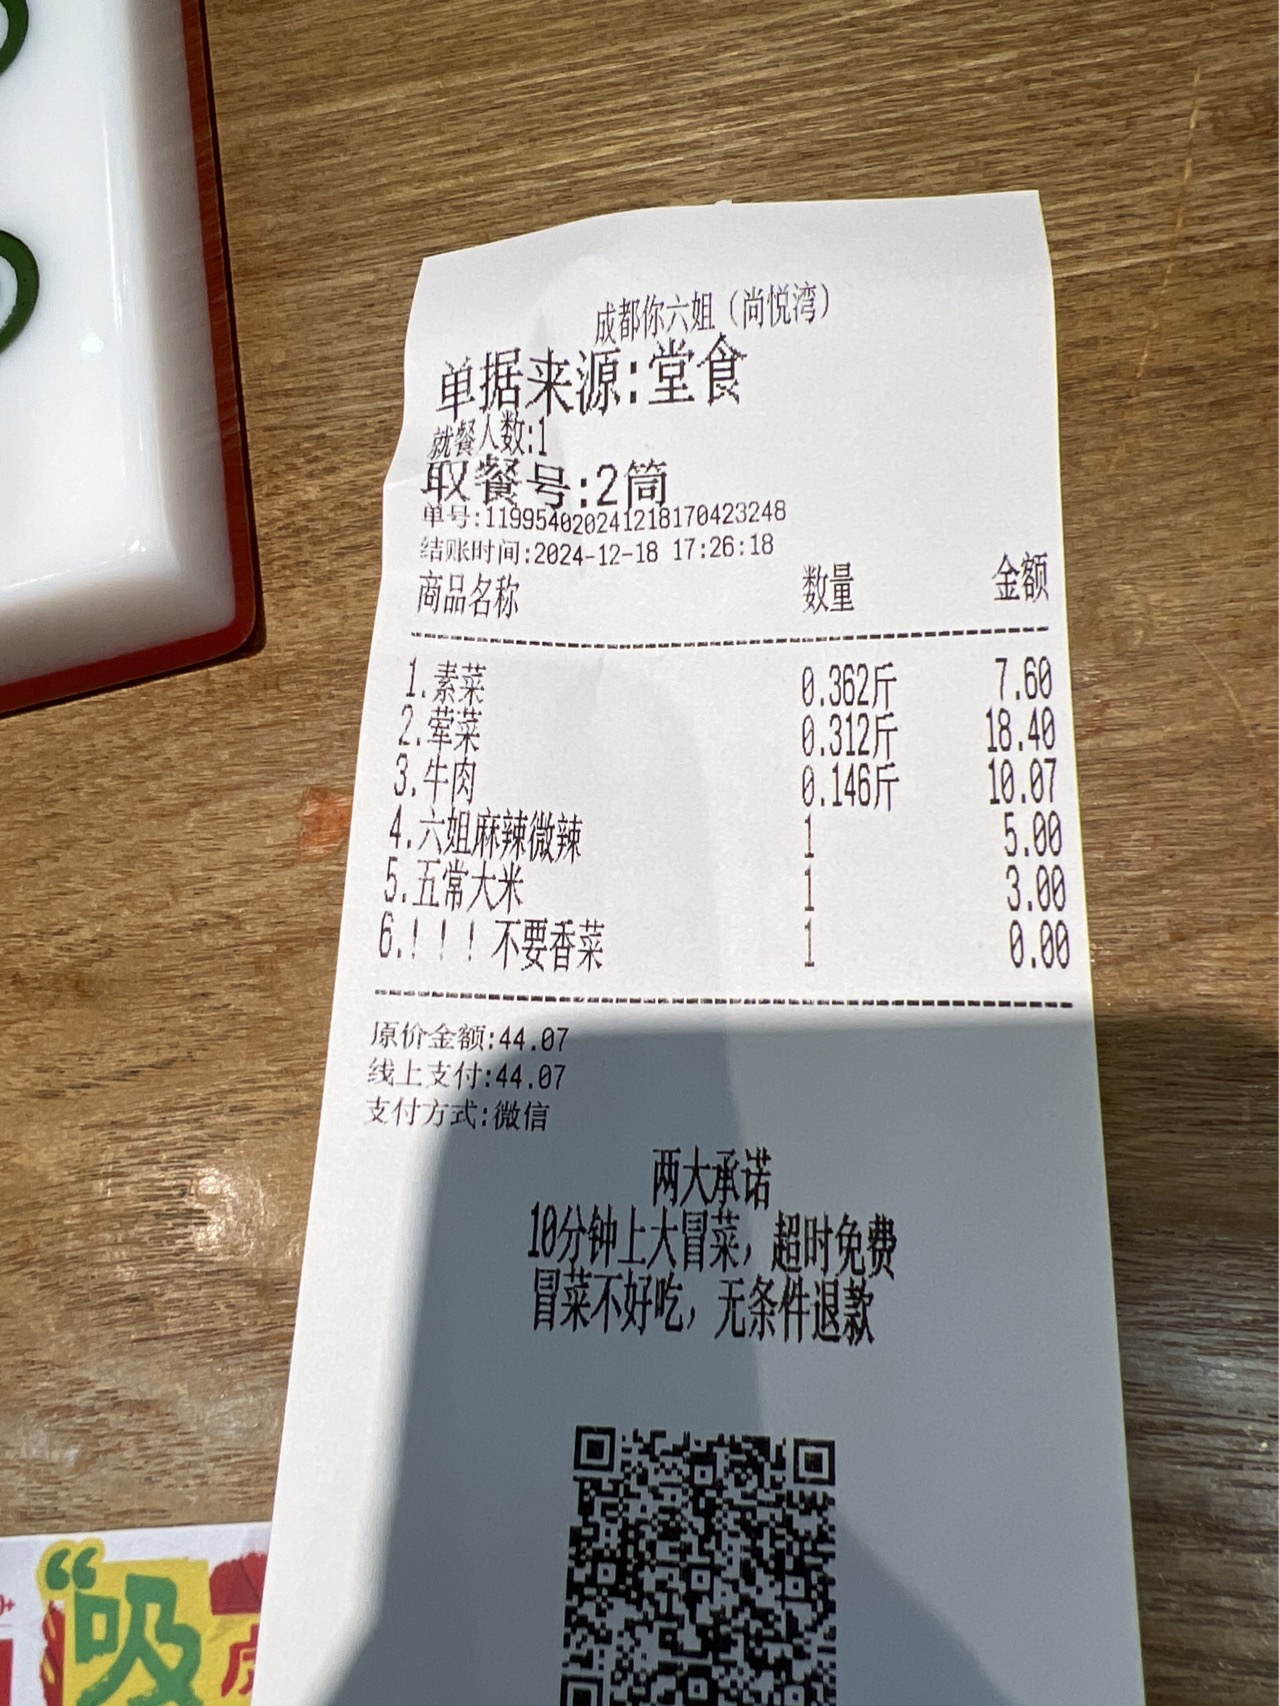 成都你六姐（尚悦湾）
单据来源:堂食
就餐人数:1
取餐号:2筒
单号:11995402024121817042３248
结账时间:2024-12-18 17:26:18
商品名称 数量 金额
1.素菜 0.362斤 7.60
2.荤菜 0.312斤 18.40
3.牛肉 0.146斤 10.07
4.六姐麻辣微辣 1 5.00
5.五常大米 1 3.00
6.！！！不要香菜 1 0.00
原价金额:44.07
线上支付:44.07
支付方式:微信
两大承诺
10分钟上大冒菜，超时免费
冒菜不好吃，无条件退款
“吸